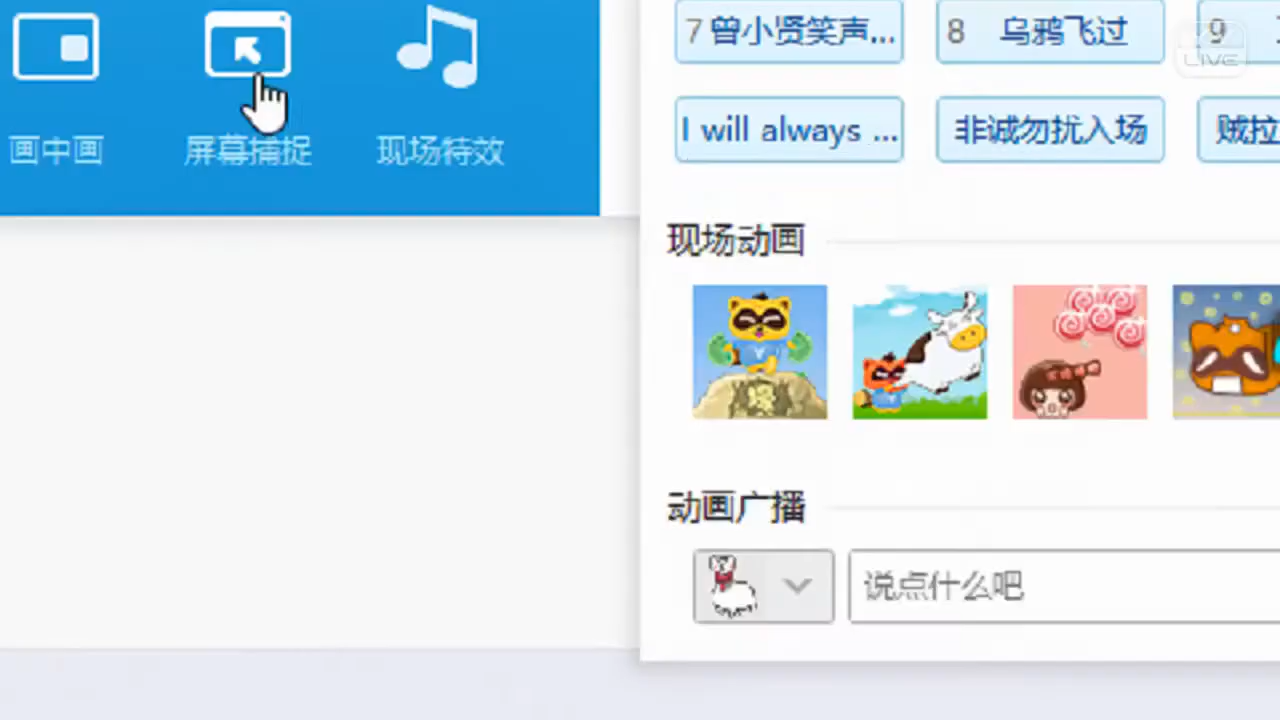 画中画
屏幕捕捉
现场特效
7 曾小贤笑声...
8 乌鸦飞过
9
LIVE
I will always ...
非诚勿扰入场
贼拉
现场动画
动画广播
说点什么吧